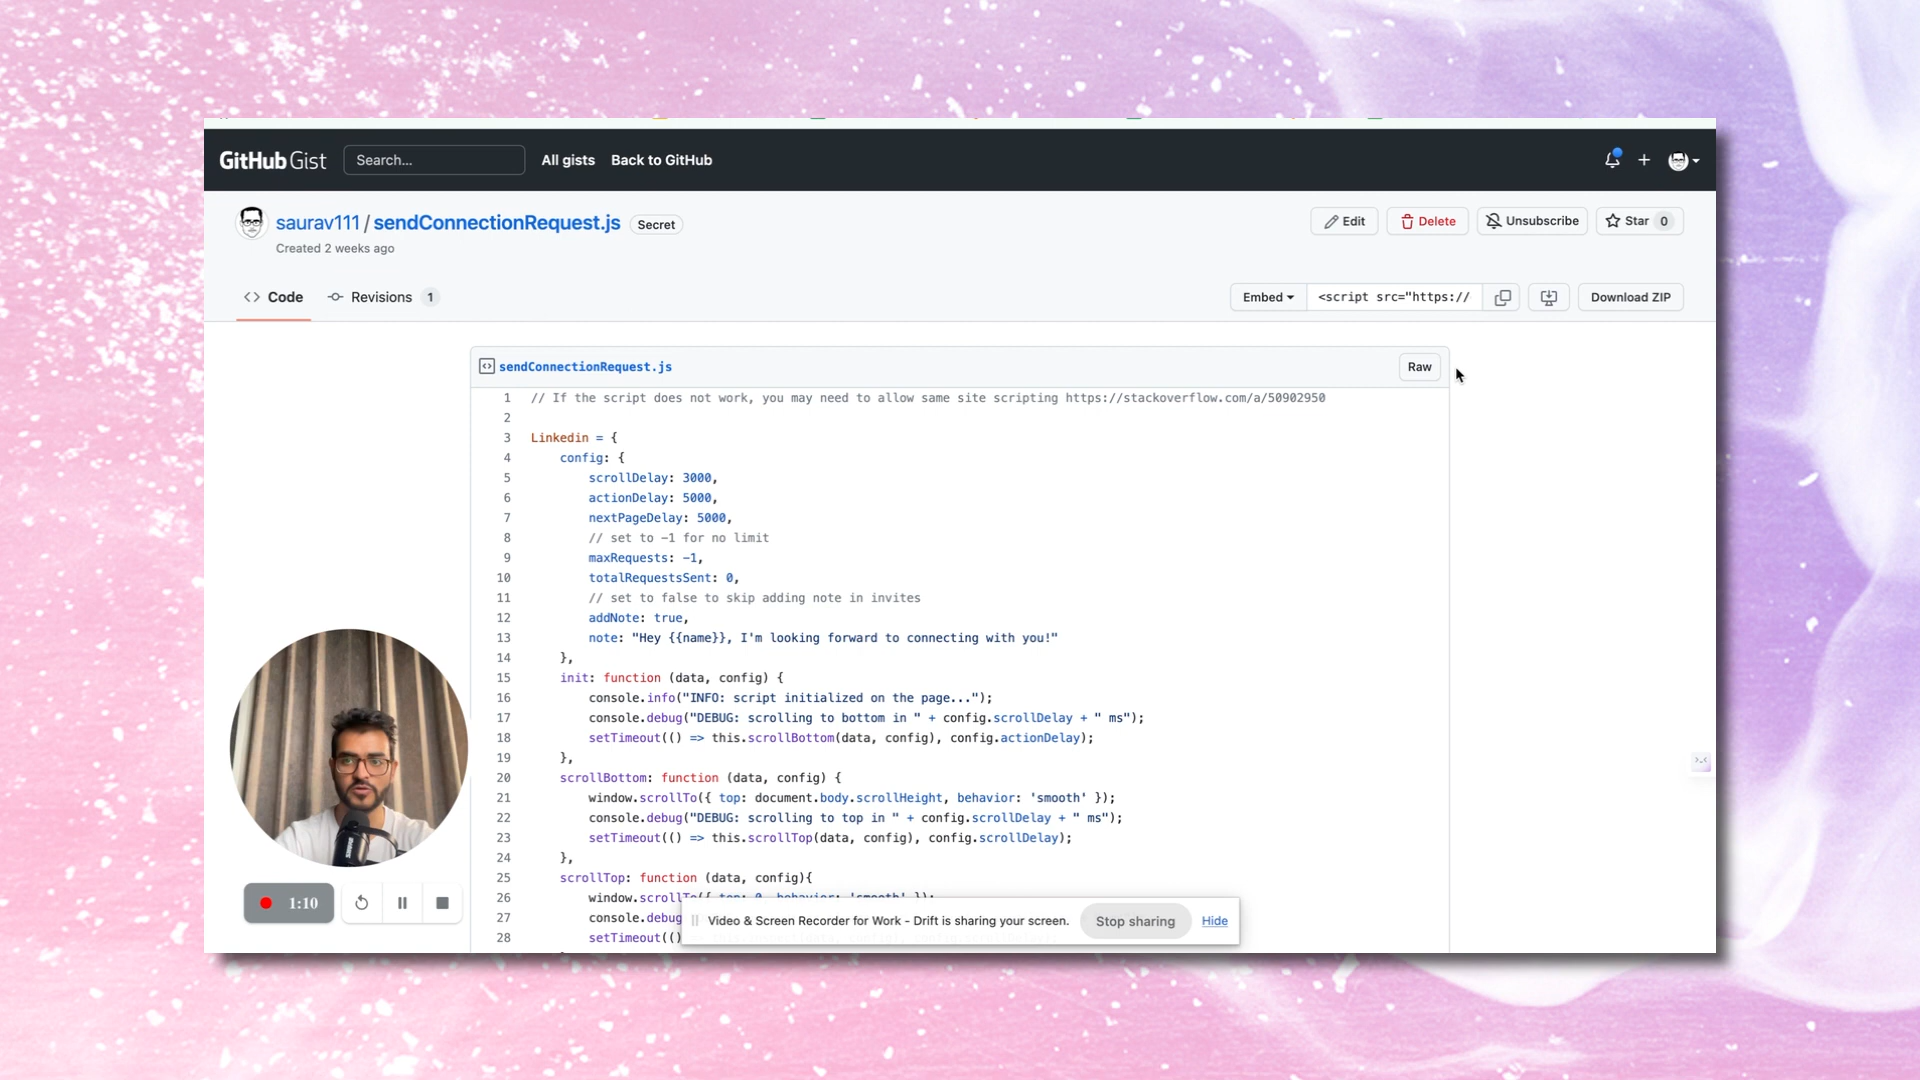 GitHub Gist Search... All gists Back to GitHub
saurav111 / sendConnectionRequest.js Secret
Created 2 weeks ago
Edit Delete Unsubscribe Star 0
Code Revisions 1
Embed <script src="https:// Download ZIP
sendConnectionRequest.js Raw
1 // If the script does not work, you may need to allow same site scripting https://stackoverflow.com/a/50902950
2
3 Linkedin = {
4 config: {
5 scrollDelay: 3000,
6 actionDelay: 5000,
7 nextPageDelay: 5000,
8 // set to -1 for no limit
9 maxRequests: -1,
10 totalRequestsSent: 0,
11 // set to false to skip adding note in invites
12 addNote: true,
13 note: "Hey {{name}}, I'm looking forward to connecting with you!"
14 },
15 init: function (data, config) {
16 console.info("INFO: script initialized on the page...");
17 console.debug("DEBUG: scrolling to bottom in " + config.scrollDelay + " ms");
18 setTimeout(() => this.scrollBottom(data, config), config.actionDelay);
19 },
20 scrollBottom: function (data, config) {
21 window.scrollTo({ top: document.body.scrollHeight, behavior: 'smooth' });
22 console.debug("DEBUG: scrolling to top in " + config.scrollDelay + " ms");
23 setTimeout(() => this.scrollTop(data, config), config.scrollDelay);
24 },
25 scrollTop: function (data, config){
26 window.scrollTo({ top: 0, behavior: 'smooth' });
27 console.debug
28 setTimeout(()
1:10
Video & Screen Recorder for Work - Drift is sharing your screen. Stop sharing Hide